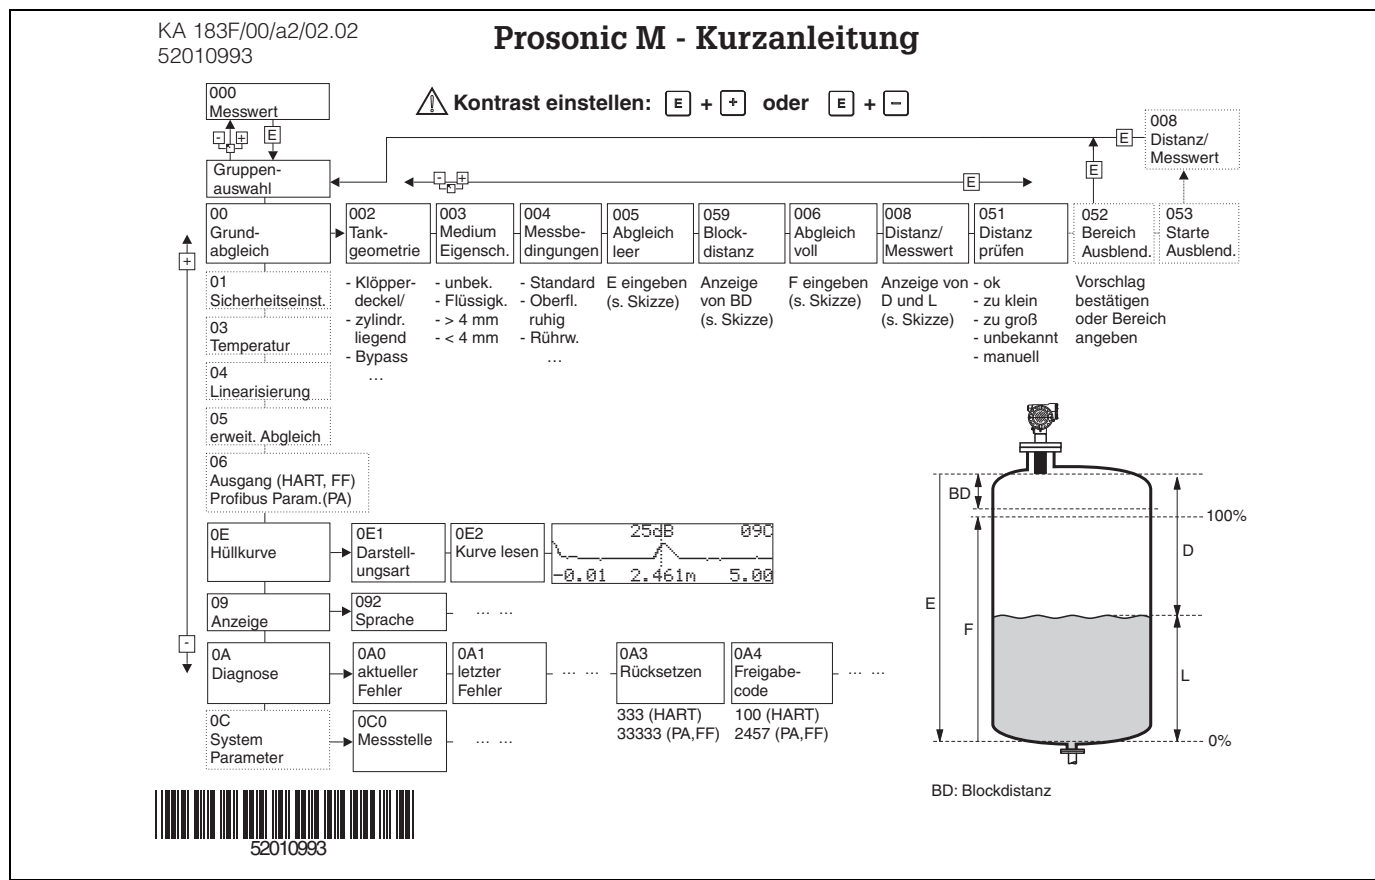 KA 183F/00/a2/02.02
52010993
Prosonic M - Kurzanleitung
Kontrast einstellen: E + + oder E + -
000
Messwert
- +
E
Gruppen-
auswahl
- +
E
E
E
008
Distanz/
Messwert
00
Grund-
abgleich
002
Tank-
geometrie
003
Medium
Eigensch.
004
Messbe-
dingungen
005
Abgleich
leer
059
Block-
distanz
006
Abgleich
voll
008
Distanz/
Messwert
051
Distanz
prüfen
052
Bereich
Ausblend.
053
Starte
Ausblend.
- Klöpper-
deckel/
- zylindr.
liegend
- Bypass
...
- unbek.
- Flüssigk.
- > 4 mm
- < 4 mm
- Standard
- Oberfl.
ruhig
- Rührw.
...
E eingeben
(s. Skizze)
Anzeige
von BD
(s. Skizze)
F eingeben
(s. Skizze)
Anzeige von
D und L
(s. Skizze)
- ok
- zu klein
- zu groß
- unbekannt
- manuell
Vorschlag
bestätigen
oder Bereich
angeben
+
01
Sicherheitseinst.
03
Temperatur
04
Linearisierung
05
erweit. Abgleich
06
Ausgang (HART, FF)
Profibus Param.(PA)
0E
Hüllkurve
0E1
Darstell-
ungsart
0E2
Kurve lesen
25dB 09C
-0.01 2.461m 5.00
09
Anzeige
092
Sprache
... ...
-
0A
Diagnose
0A0
aktueller
Fehler
0A1
letzter
Fehler
... ...
0A3
Rücksetzen
0A4
Freigabe-
code
... ...
333 (HART)
33333 (PA,FF)
100 (HART)
2457 (PA,FF)
0C
System
Parameter
0C0
Messstelle
... ...
BD
100%
D
E
F
L
0%
BD: Blockdistanz
52010993